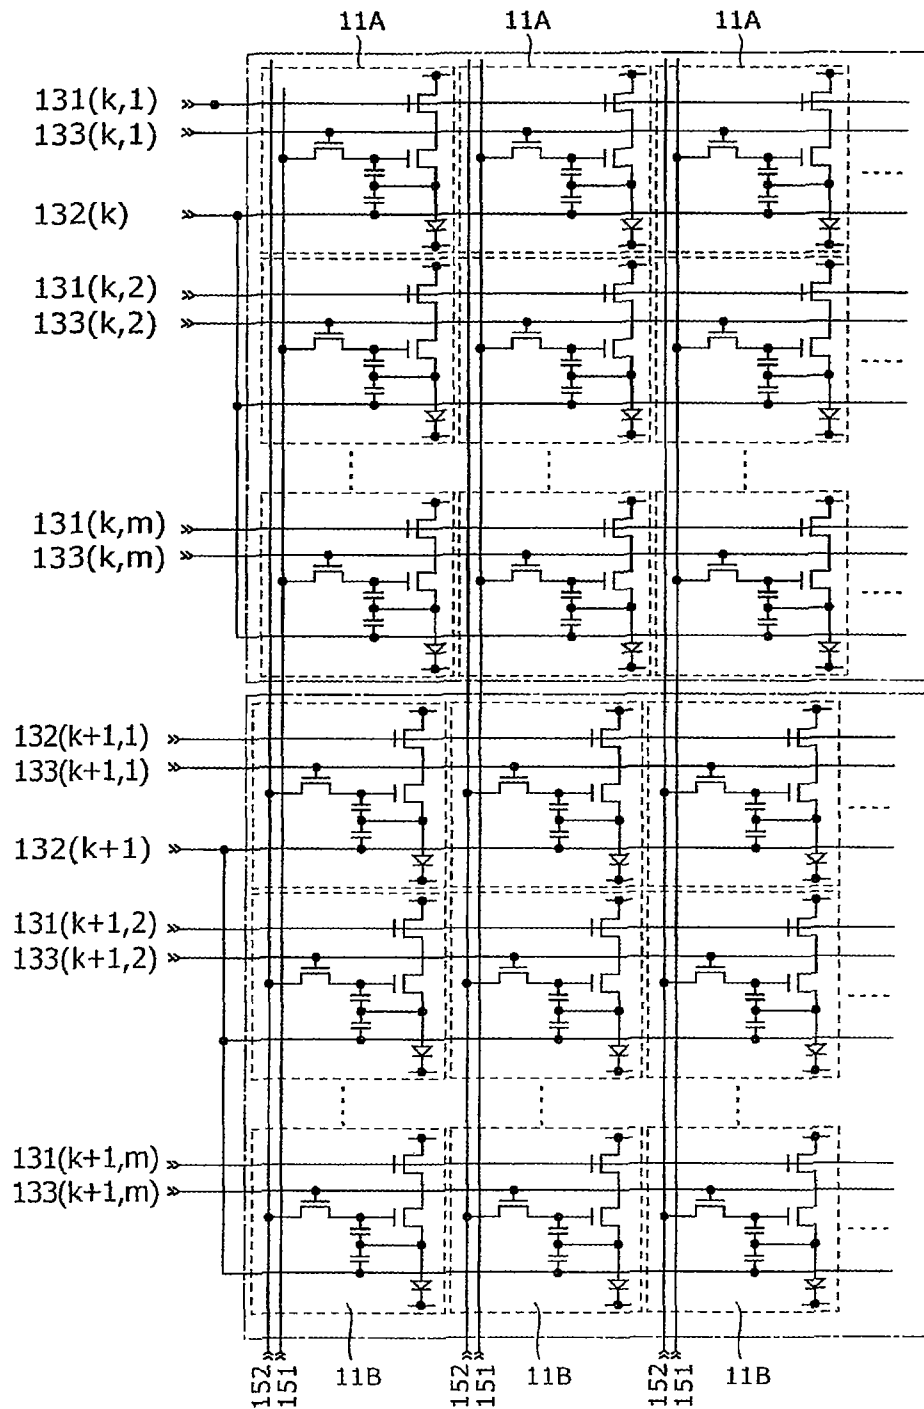 11A 11A 11A
131(k,1)
133(k,1)
132(k)
131(k,2)
133(k,2)
131(k,m)
133(k,m)
132(k+1,1)
133(k+1,1)
132(k+1)
131(k+1,2)
133(k+1,2)
131(k+1,m)
133(k+1,m)
152 151 11B 152 151 11B 152 151 11B